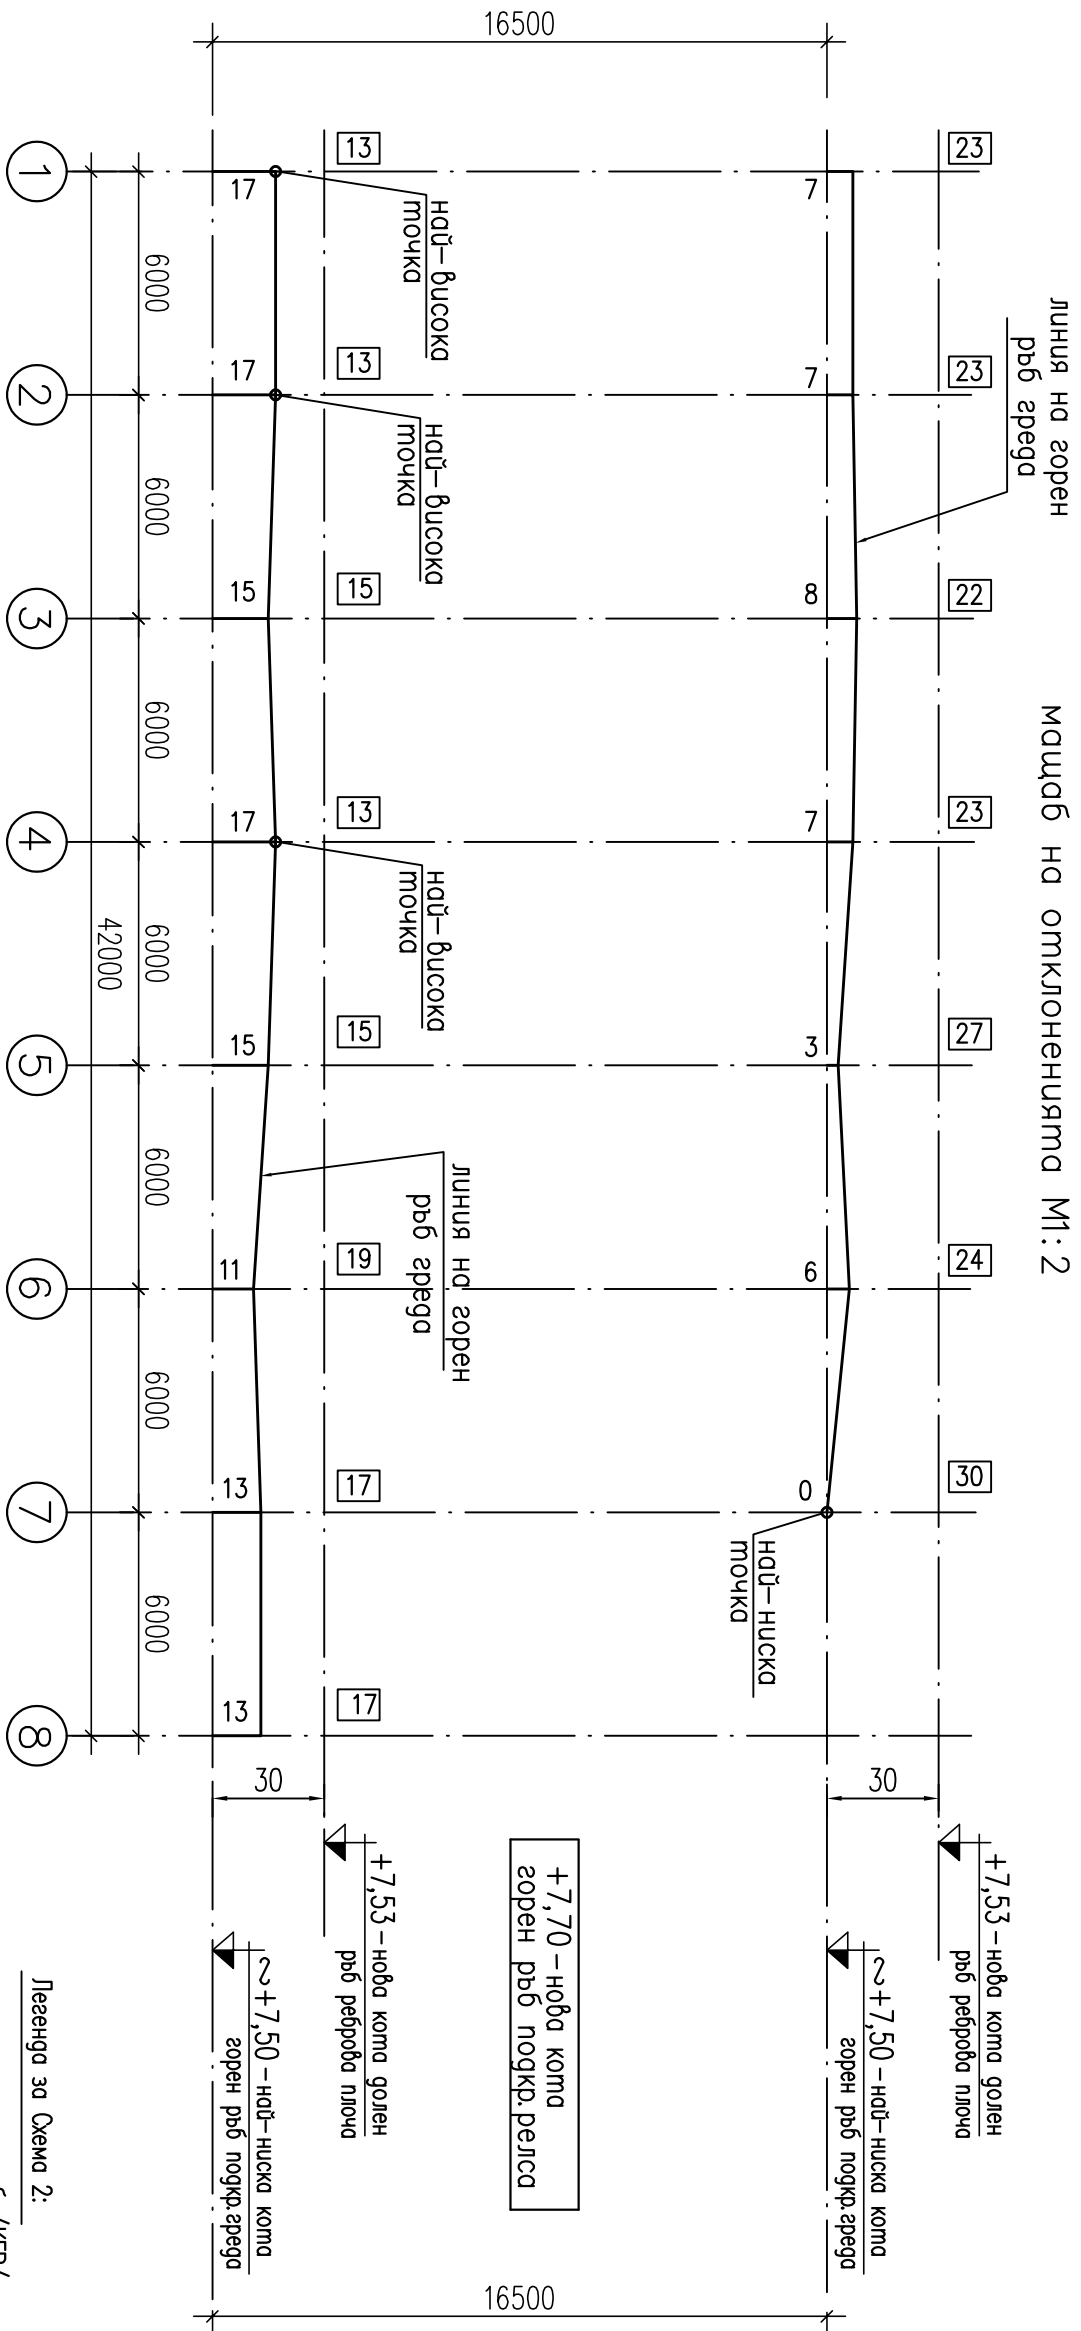 мащаб на отклоненията М1:2
линия на горен
ръб греда
23
23
22
23
27
24
30
7
7
8
7
3
6
0
най-ниска
точка
30
+7,53-нова кота долен
ръб реброва плоча
≈+7,50-най-ниска кота
горен ръб подкр.греда
16500
16500
+7,70-нова кота
горен ръб подкр.релса
13
13
15
13
15
19
17
17
най-висока
точка
най-висока
точка
най-висока
точка
линия на горен
ръб греда
17
17
15
17
15
11
13
13
30
+7,53-нова кота долен
ръб реброва плоча
≈+7,50-най-ниска кота
горен ръб подкр.греда
6000
6000
6000
6000
6000
6000
6000
42000
1
2
3
4
5
6
7
8
Легенда за Схема 2: